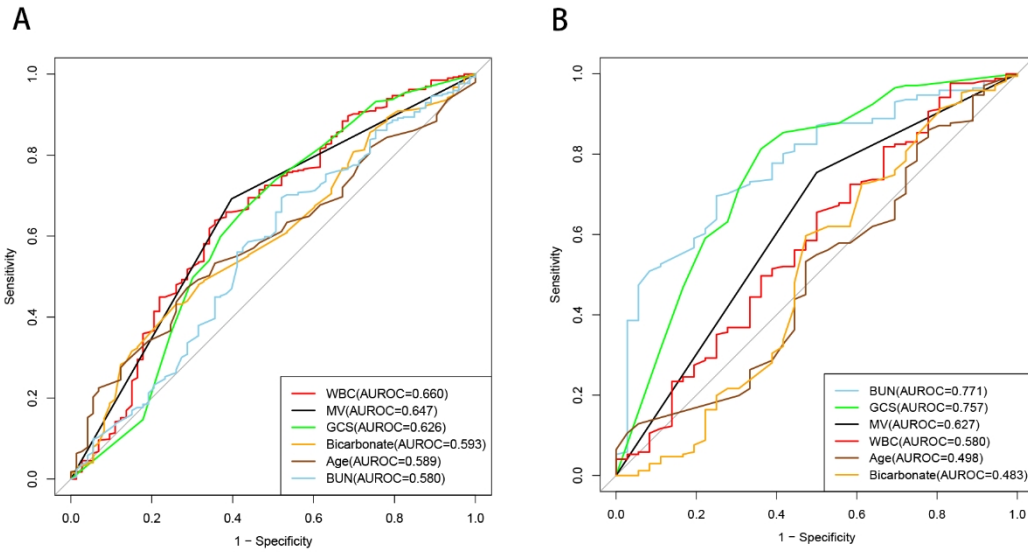 A
1.0
0.8
0.6
0.4
0.2
0.0
Sensitivity
0.0 0.2 0.4 0.6 0.8 1.0
1 − Specificity
WBC(AUROC=0.660)
MV(AUROC=0.647)
GCS(AUROC=0.626)
Bicarbonate(AUROC=0.593)
Age(AUROC=0.589)
BUN(AUROC=0.580)
B
1.0
0.8
0.6
0.4
0.2
0.0
Sensitivity
0.0 0.2 0.4 0.6 0.8 1.0
1 − Specificity
BUN(AUROC=0.771)
GCS(AUROC=0.757)
MV(AUROC=0.627)
WBC(AUROC=0.580)
Age(AUROC=0.498)
Bicarbonate(AUROC=0.483)